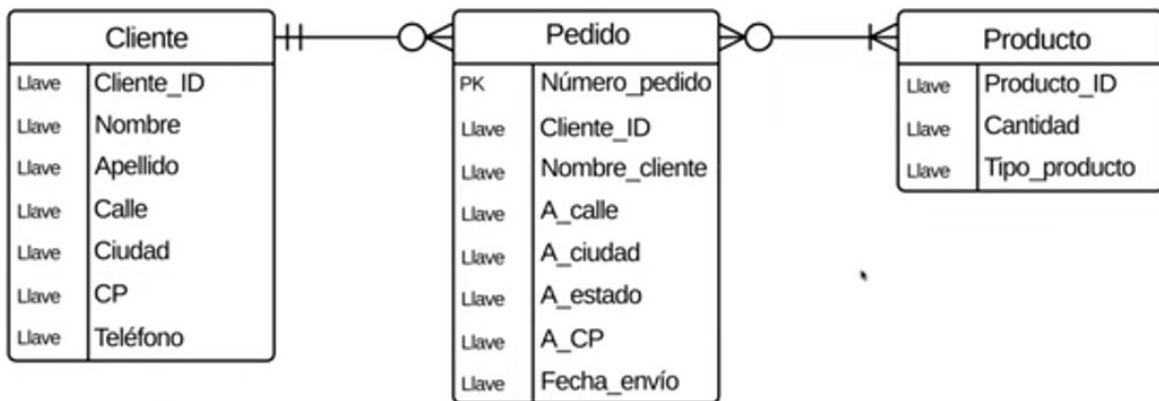 Cliente
Llave Cliente_ID
Llave Nombre
Llave Apellido
Llave Calle
Llave Ciudad
Llave CP
Llave Teléfono
Pedido
PK Número_pedido
Llave Cliente_ID
Llave Nombre_cliente
Llave A_calle
Llave A_ciudad
Llave A_estado
Llave A_CP
Llave Fecha_envío
Producto
Llave Producto_ID
Llave Cantidad
Llave Tipo_producto